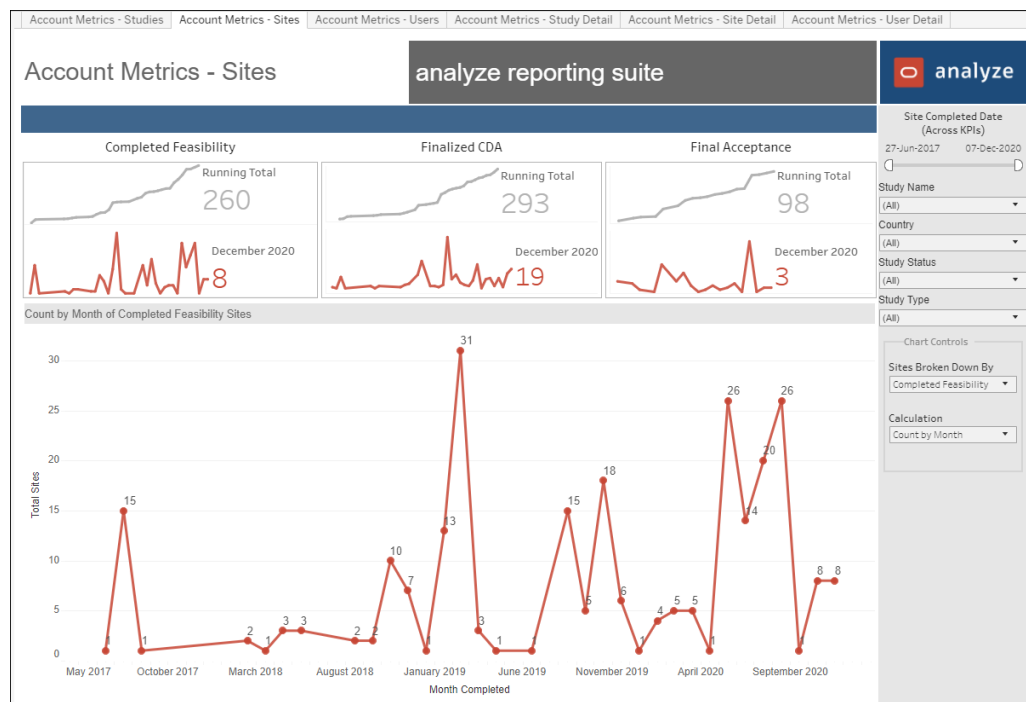 Account Metrics - Studies
Account Metrics - Sites
Account Metrics - Users
Account Metrics - Study Detail
Account Metrics - Site Detail
Account Metrics - User Detail
Account Metrics - Sites
analyze reporting suite
analyze
Completed Feasibility
Finalized CDA
Final Acceptance
Running Total
260
Running Total
293
Running Total
98
December 2020
8
December 2020
19
December 2020
3
Site Completed Date
(Across KPIs)
27-Jun-2017
07-Dec-2020
Study Name
(All)
Country
(All)
Study Status
(All)
Study Type
(All)
Chart Controls
Sites Broken Down By
Completed Feasibility
Calculation
Count by Month
Count by Month of Completed Feasibility Sites
Total Sites
30
25
20
15
10
5
0
1
15
1
2
1
3
3
2
2
10
7
1
13
31
3
1
1
15
5
18
6
1
4
5
5
1
26
14
20
26
1
8
8
May 2017
October 2017
March 2018
August 2018
January 2019
June 2019
November 2019
April 2020
September 2020
Month Completed